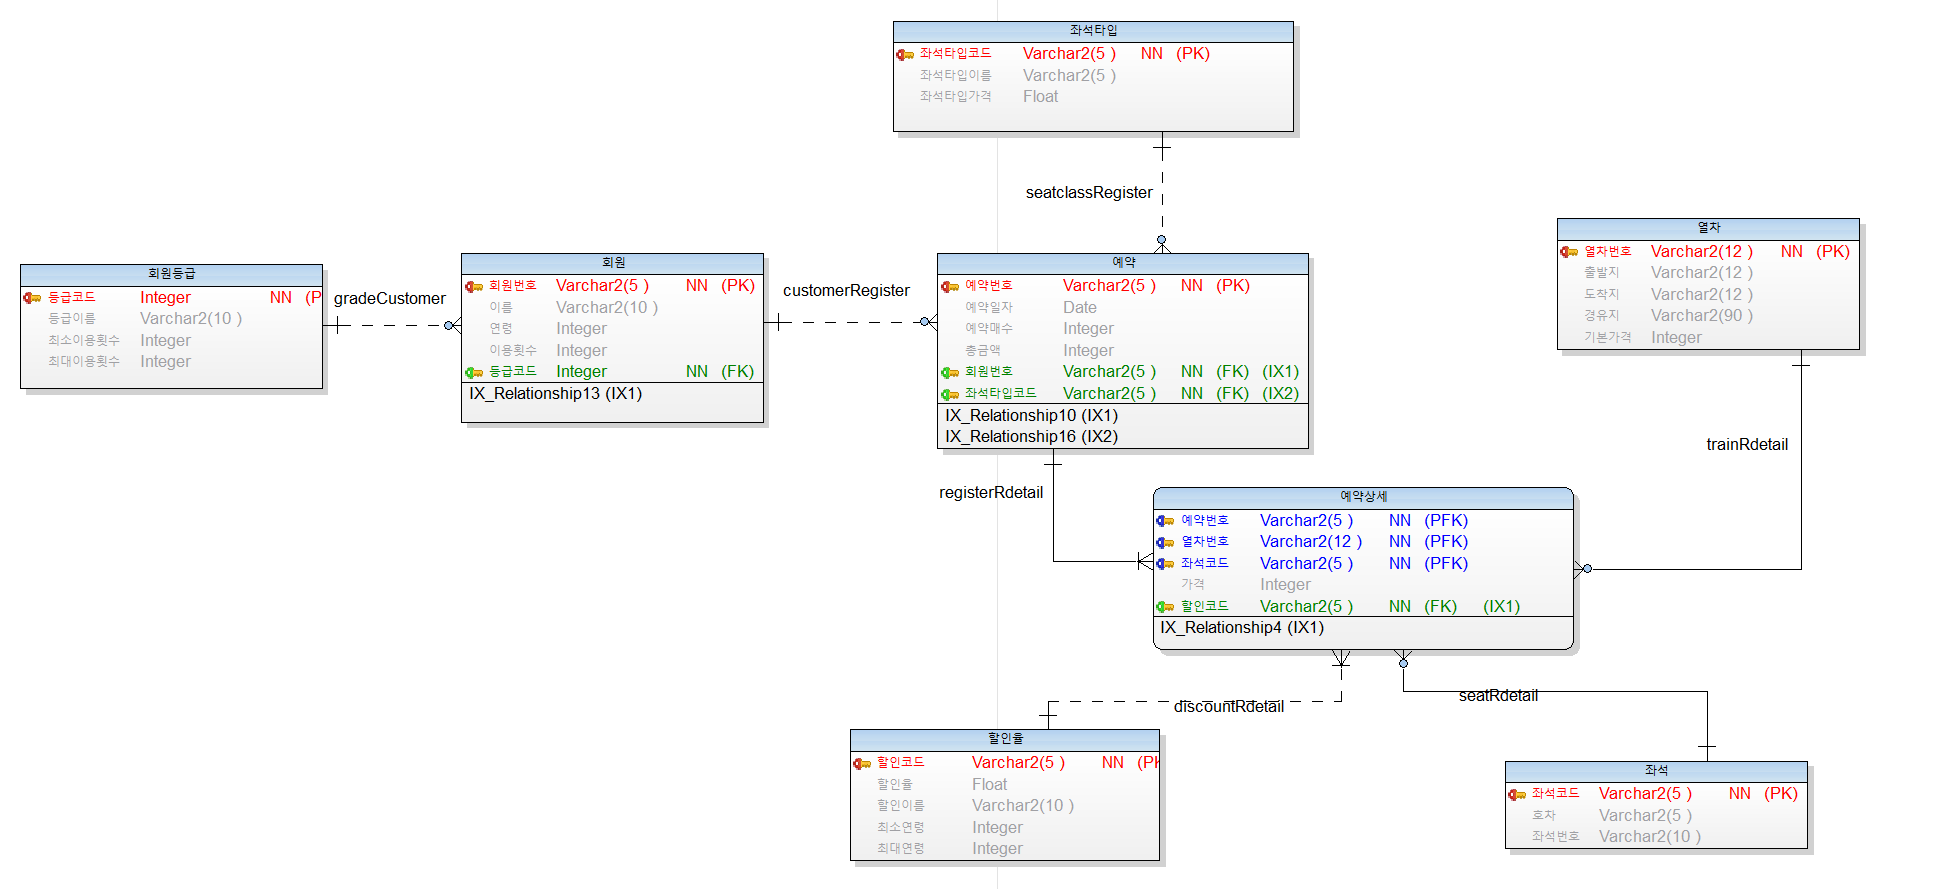 좌석타입
좌석타입코드 Varchar2(5 ) NN (PK)
좌석타입이름 Varchar2(5 )
좌석타입가격 Float
seatclassRegister
열차
열차번호 Varchar2(12 ) NN (PK)
출발지 Varchar2(12 )
도착지 Varchar2(12 )
경유지 Varchar2(90 )
기본가격 Integer
회원등급
등급코드 Integer NN (P
등급이름 Varchar2(10 )
최소이용횟수 Integer
최대이용횟수 Integer
gradeCustomer
회원
회원번호 Varchar2(5 ) NN (PK)
이름 Varchar2(10 )
연령 Integer
이용횟수 Integer
등급코드 Integer NN (FK)
IX_Relationship13 (IX1)
customerRegister
예약
예약번호 Varchar2(5 ) NN (PK)
예약일자 Date
예약매수 Integer
총금액 Integer
회원번호 Varchar2(5 ) NN (FK) (IX1)
좌석타입코드 Varchar2(5 ) NN (FK) (IX2)
IX_Relationship10 (IX1)
IX_Relationship16 (IX2)
trainRdetail
registerRdetail
예약상세
예약번호 Varchar2(5 ) NN (PFK)
열차번호 Varchar2(12 ) NN (PFK)
좌석코드 Varchar2(5 ) NN (PFK)
가격 Integer
할인코드 Varchar2(5 ) NN (FK) (IX1)
IX_Relationship4 (IX1)
discountRdetail
seatRdetail
할인율
할인코드 Varchar2(5 ) NN (PK
할인율 Float
할인이름 Varchar2(10 )
최소연령 Integer
최대연령 Integer
좌석
좌석코드 Varchar2(5 ) NN (PK)
호차 Varchar2(5 )
좌석번호 Varchar2(10 )